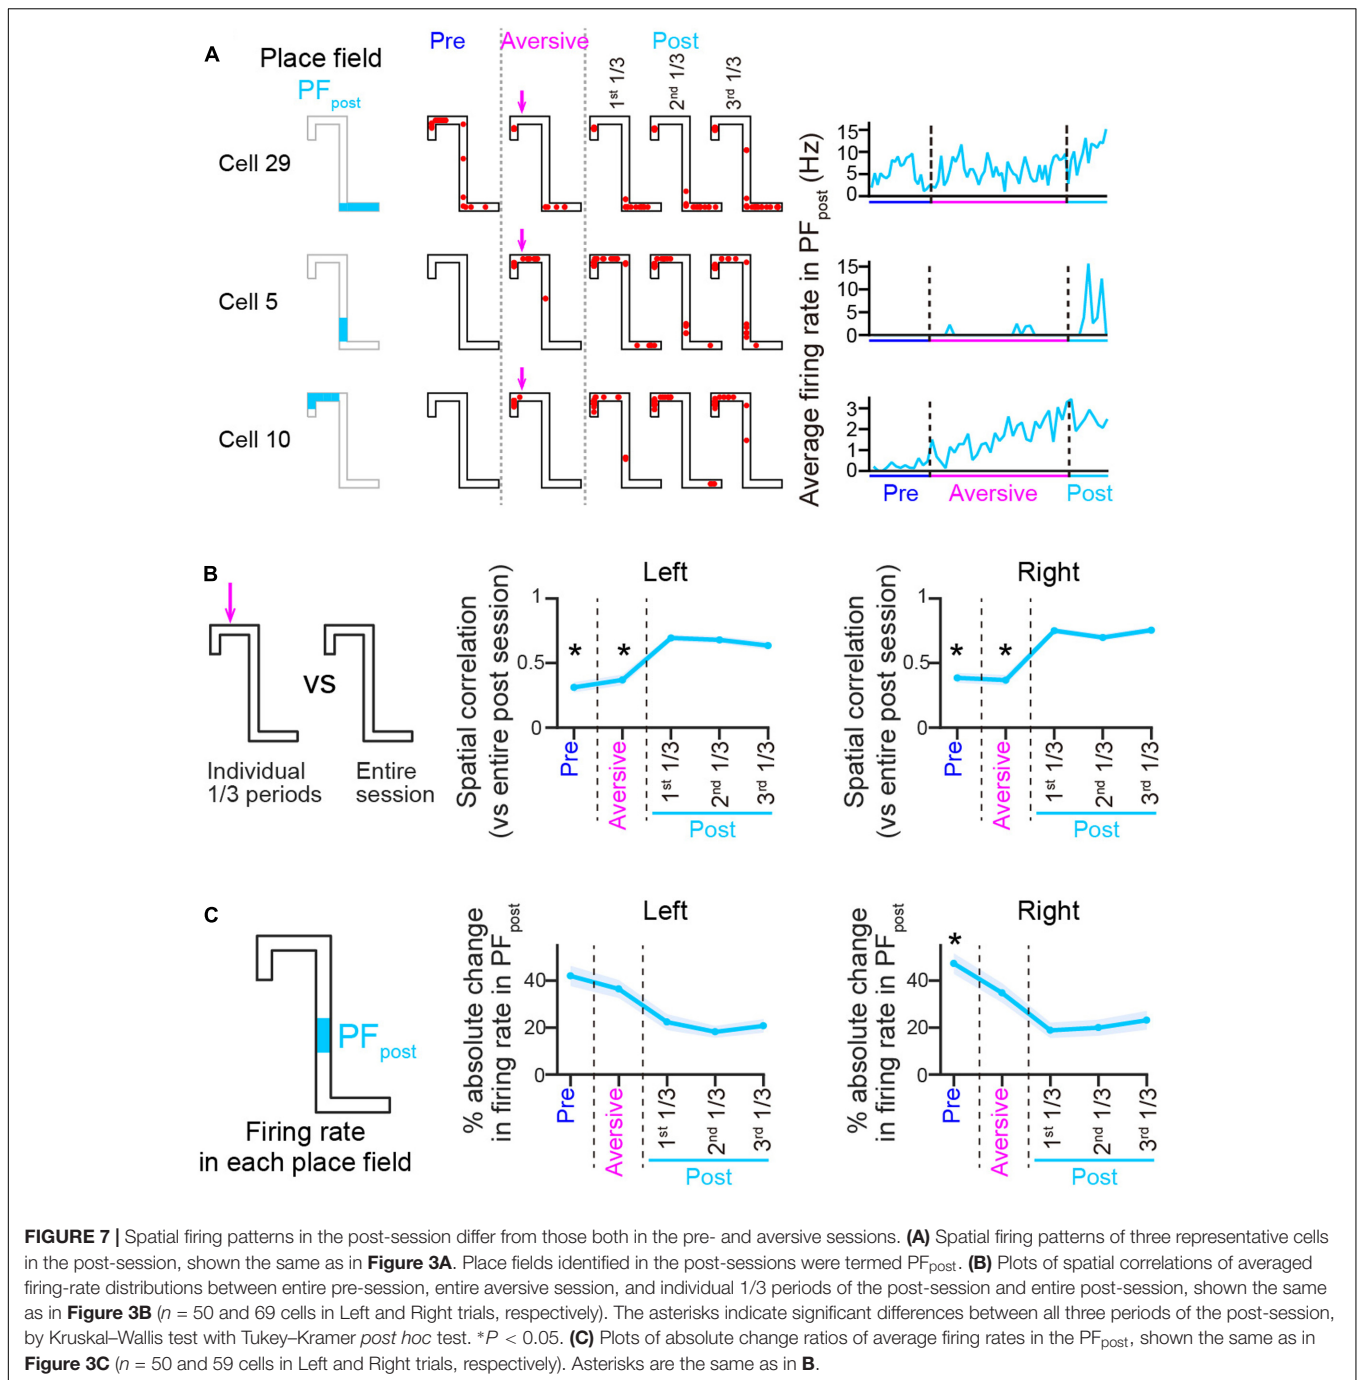 A
Place field
PFpost
Pre
Aversive
Post
1st 1/3
2nd 1/3
3rd 1/3
Cell 29
Cell 5
Cell 10
Average firing rate in PFpost (Hz)
15
10
5
0
15
10
5
0
3
2
1
0
Pre
Aversive
Post
B
VS
Individual
1/3 periods
Entire
session
Left
Spatial correlation
(vs entire post session)
1
0.5
0
*
*
Pre
Aversive
1st 1/3
2nd 1/3
3rd 1/3
Post
Right
Spatial correlation
(vs entire post session)
1
0.5
0
*
*
Pre
Aversive
1st 1/3
2nd 1/3
3rd 1/3
Post
C
PFpost
Firing rate
in each place field
Left
% absolute change
in firing rate in PFpost
40
20
0
Pre
Aversive
1st 1/3
2nd 1/3
3rd 1/3
Post
Right
% absolute change
in firing rate in PFpost
40
20
0
*
Pre
Aversive
1st 1/3
2nd 1/3
3rd 1/3
Post
FIGURE 7 | Spatial firing patterns in the post-session differ from those both in the pre- and aversive sessions. (A) Spatial firing patterns of three representative cells
in the post-session, shown the same as in Figure 3A. Place fields identified in the post-sessions were termed PFpost. (B) Plots of spatial correlations of averaged
firing-rate distributions between entire pre-session, entire aversive session, and individual 1/3 periods of the post-session and entire post-session, shown the same
as in Figure 3B (n = 50 and 69 cells in Left and Right trials, respectively). The asterisks indicate significant differences between all three periods of the post-session,
by Kruskal–Wallis test with Tukey–Kramer post hoc test. *P < 0.05. (C) Plots of absolute change ratios of average firing rates in the PFpost, shown the same as in
Figure 3C (n = 50 and 59 cells in Left and Right trials, respectively). Asterisks are the same as in B.